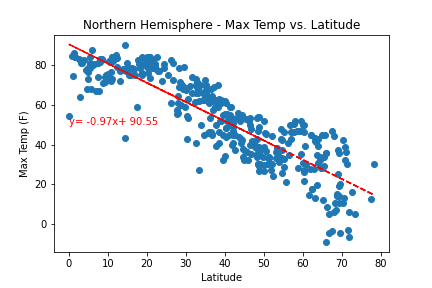 Northern Hemisphere - Max Temp vs. Latitude
Max Temp (F)
80
60
40
20
0
y= -0.97x+ 90.55
0 10 20 30 40 50 60 70 80
Latitude